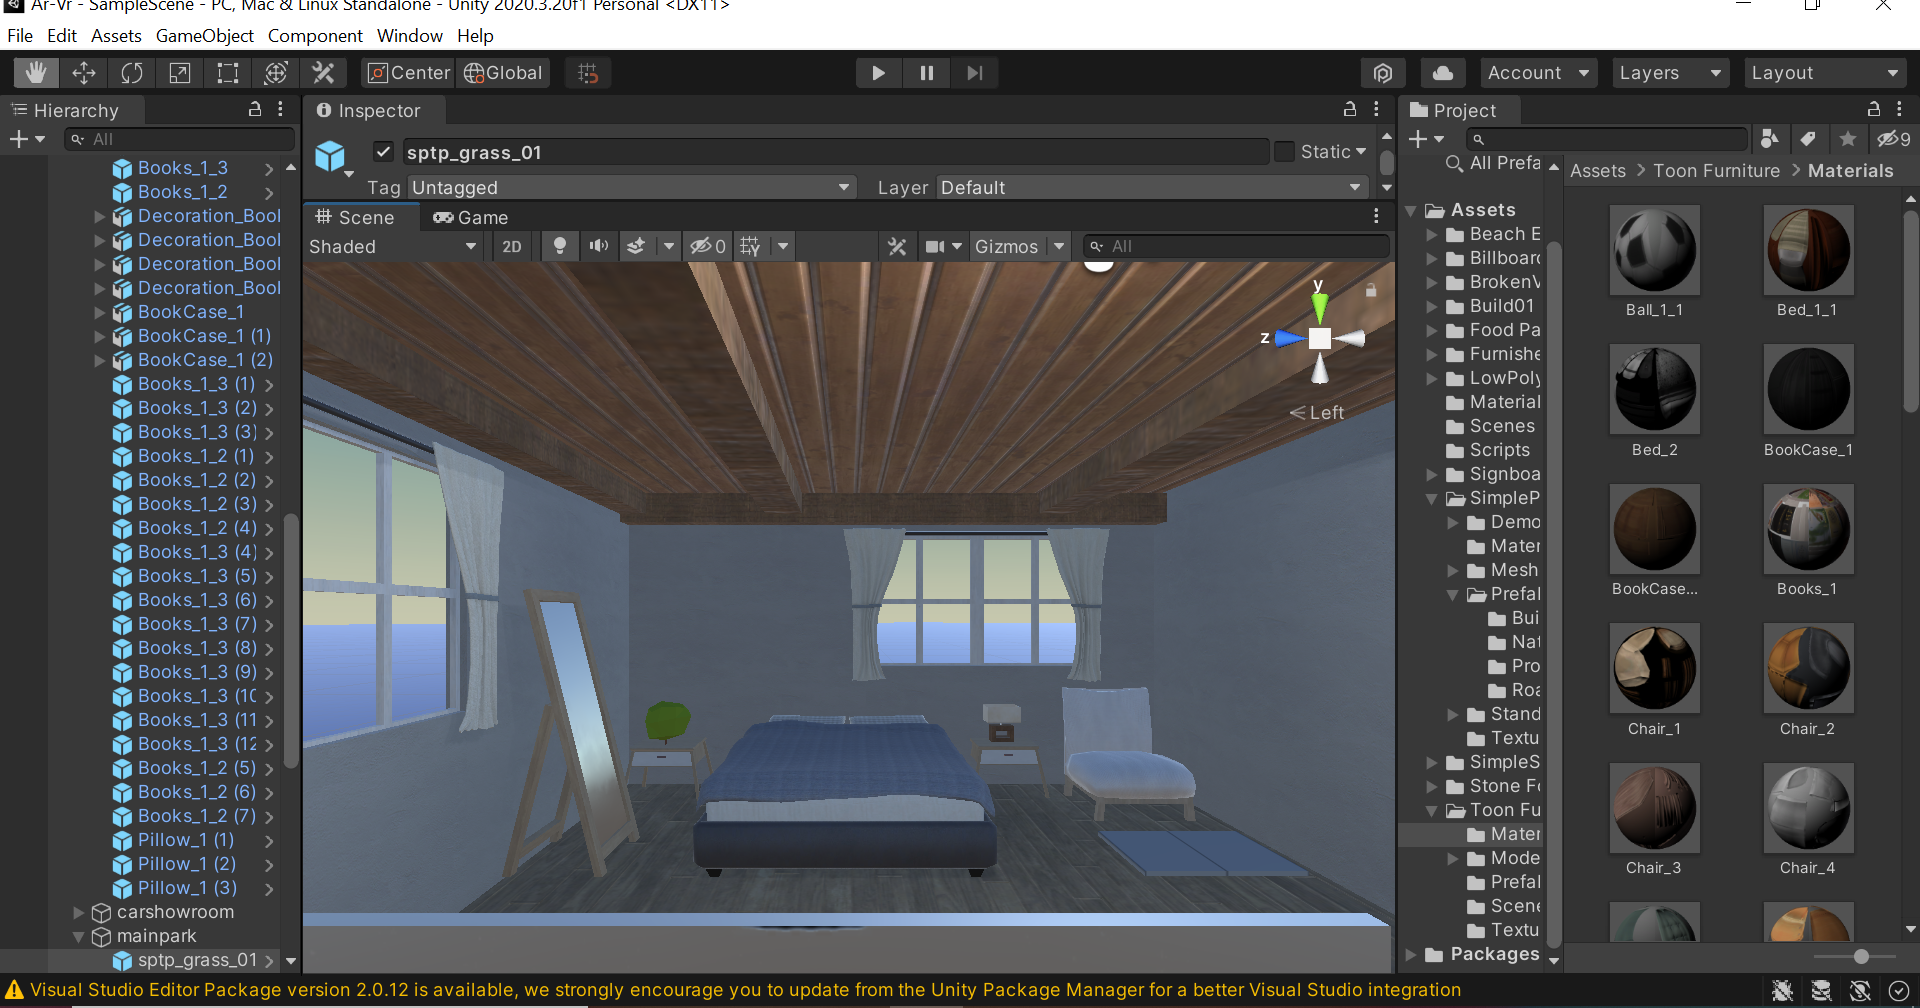 Ar-Vr - SampleScene - PC, Mac & Linux Standalone - Unity 2020.3.20f1 Personal <DX11>
File Edit Assets GameObject Component Window Help
Center Global Account Layers Layout
Hierarchy
All
Books_1_3
Books_1_2
Decoration_Bool
Decoration_Bool
Decoration_Bool
Decoration_Bool
BookCase_1
BookCase_1 (1)
BookCase_1 (2)
Books_1_3 (1)
Books_1_3 (2)
Books_1_3 (3)
Books_1_2 (1)
Books_1_2 (2)
Books_1_2 (3)
Books_1_2 (4)
Books_1_3 (4)
Books_1_3 (5)
Books_1_3 (6)
Books_1_3 (7)
Books_1_3 (8)
Books_1_3 (9)
Books_1_3 (10
Books_1_3 (11
Books_1_3 (12
Books_1_2 (5)
Books_1_2 (6)
Books_1_2 (7)
Pillow_1 (1)
Pillow_1 (2)
Pillow_1 (3)
carshowroom
mainpark
sptp_grass_01
Inspector
sptp_grass_01 Static
Tag Untagged Layer Default
Scene Game
Shaded 2D 0 Gizmos All
y
z
Left
Project
9
All Prefa
Assets
Beach E
Billboard
BrokenV
Build01
Food Pa
Furnishe
LowPoly
Material
Scenes
Scripts
Signboa
SimpleP
Demo
Mater
Mesh
Prefal
Bui
Nat
Pro
Roa
Stand
Textu
SimpleS
Stone Fo
Toon Fu
Mater
Mode
Prefal
Scene
Textu
Packages
Assets > Toon Furniture > Materials
Ball_1_1 Bed_1_1
Bed_2 BookCase_1
BookCase... Books_1
Chair_1 Chair_2
Chair_3 Chair_4
Visual Studio Editor Package version 2.0.12 is available, we strongly encourage you to update from the Unity Package Manager for a better Visual Studio integration